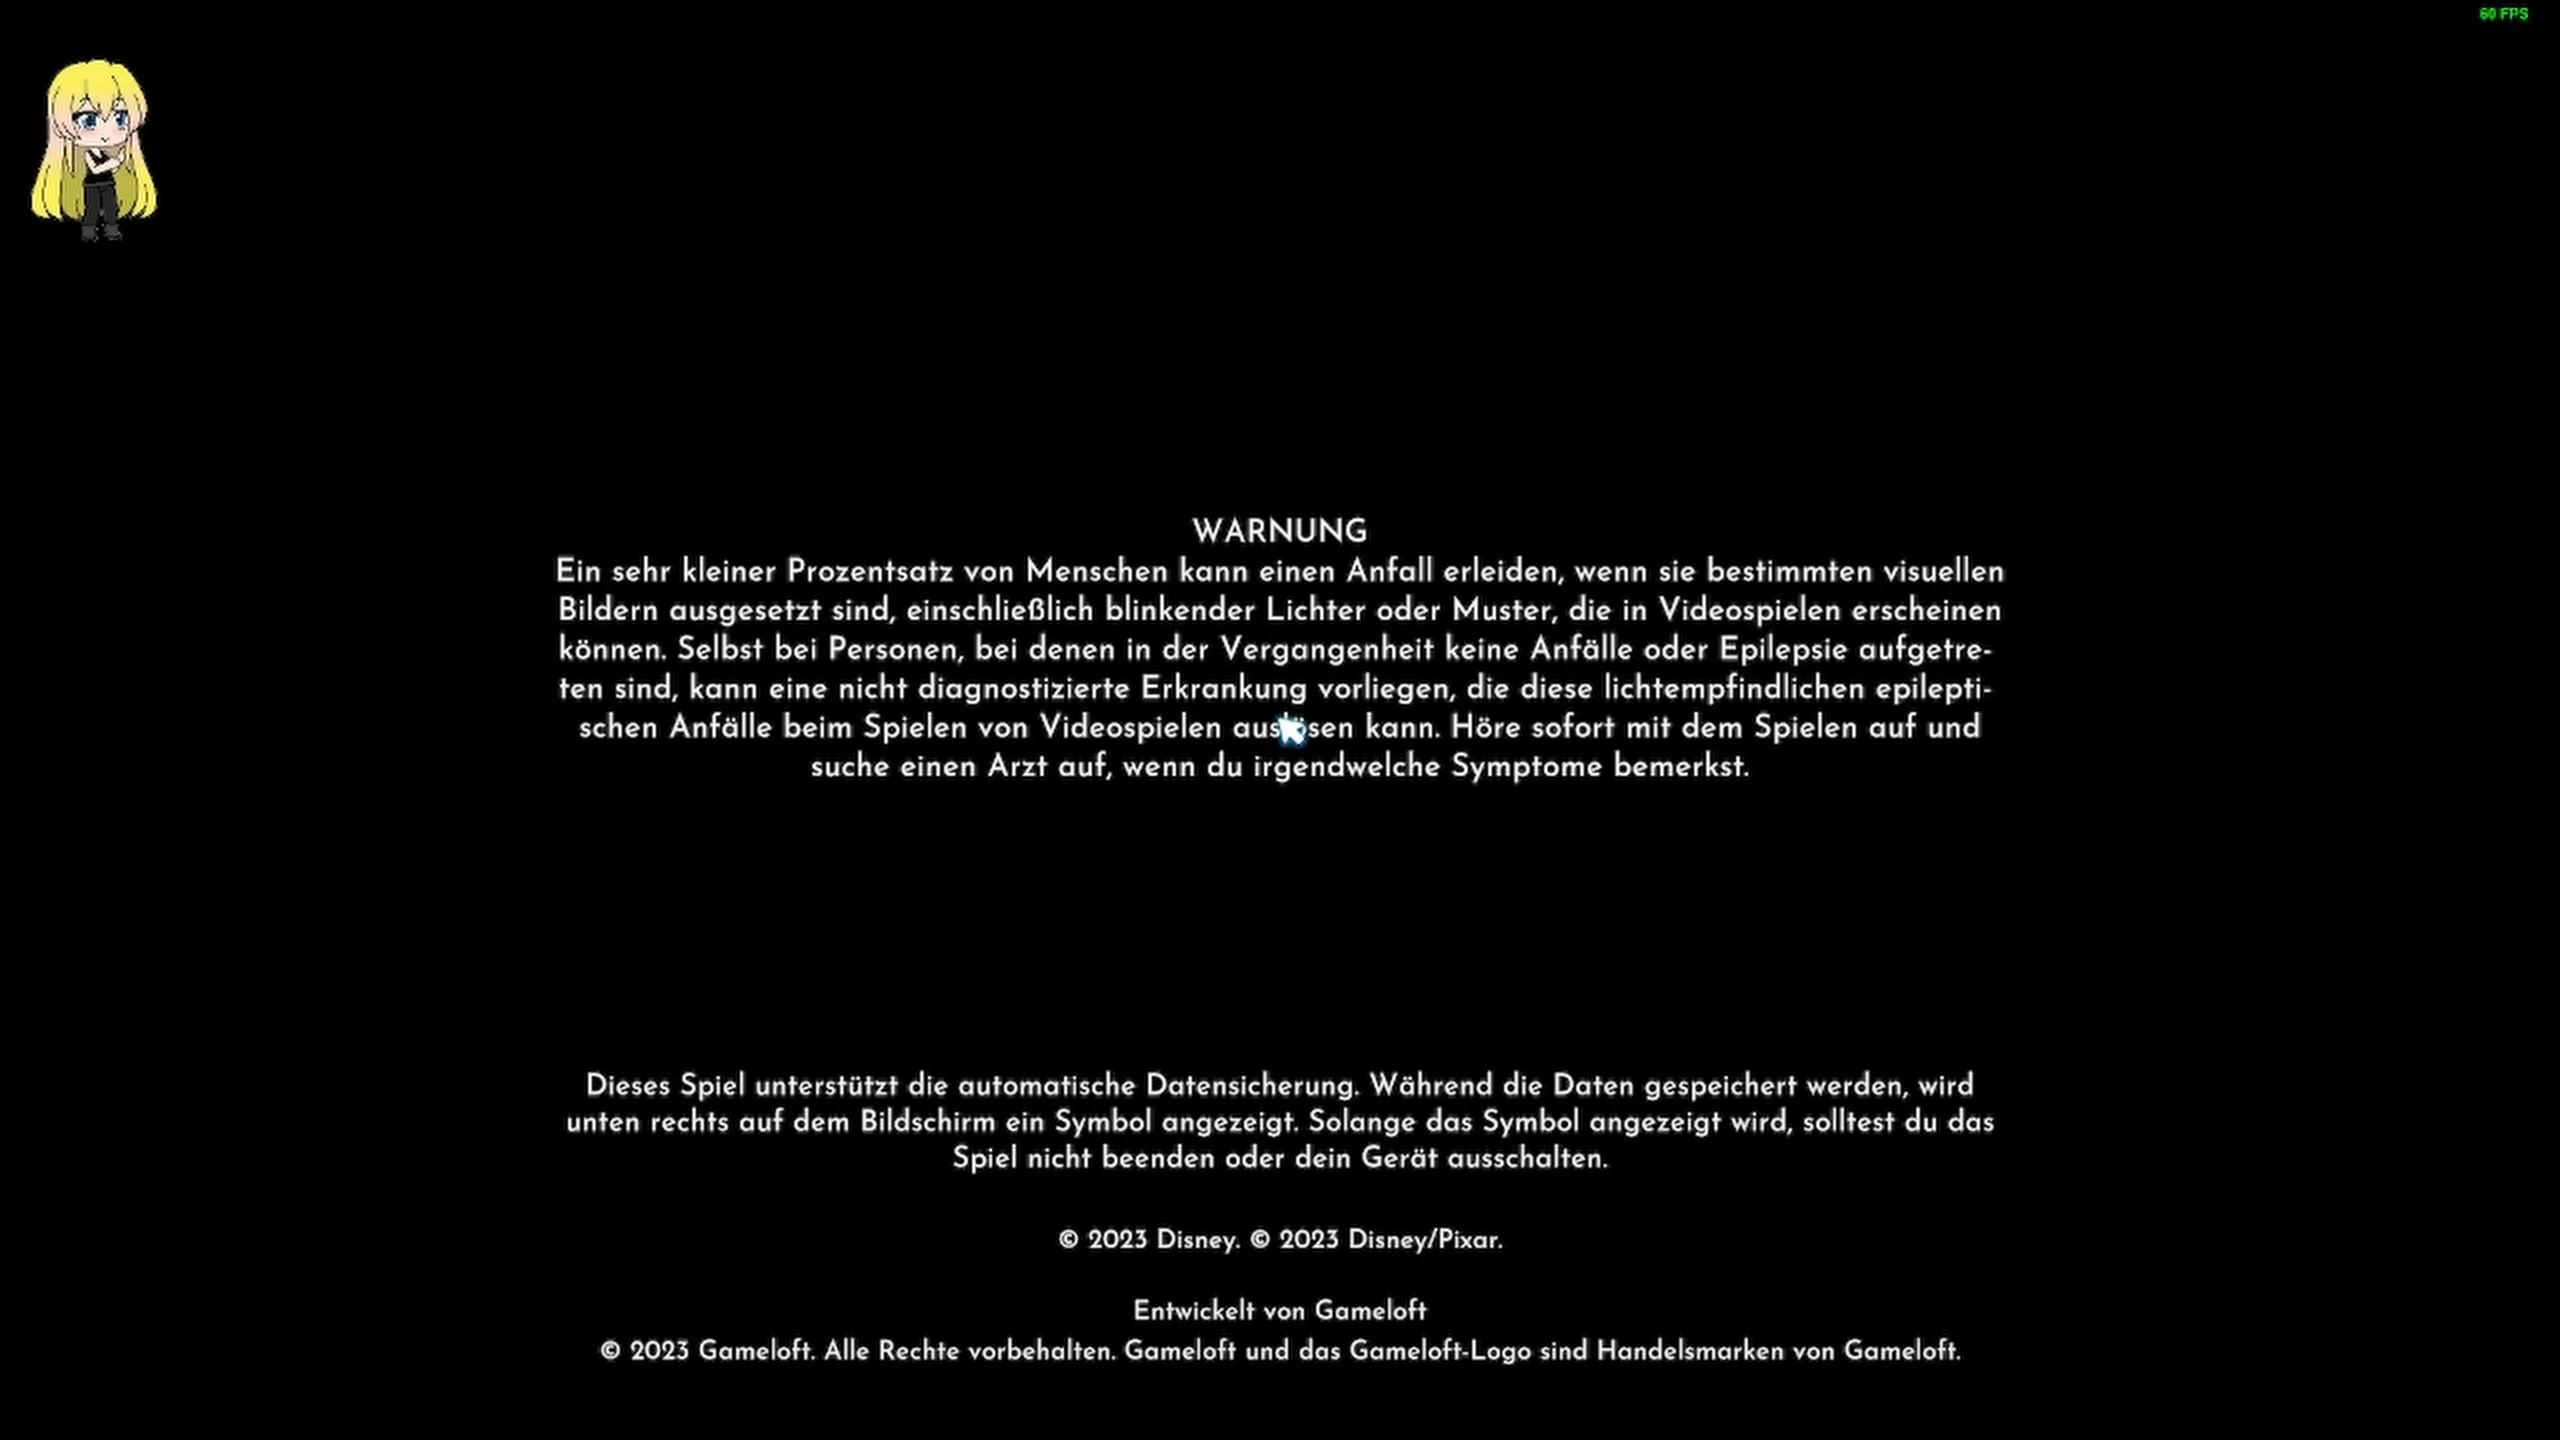 60 FPS
WARNUNG
Ein sehr kleiner Prozentsatz von Menschen kann einen Anfall erleiden, wenn sie bestimmten visuellen
Bildern ausgesetzt sind, einschließlich blinkender Lichter oder Muster, die in Videospielen erscheinen
können. Selbst bei Personen, bei denen in der Vergangenheit keine Anfälle oder Epilepsie aufgetre-
ten sind, kann eine nicht diagnostizierte Erkrankung vorliegen, die diese lichtempfindlichen epilepti-
schen Anfälle beim Spielen von Videospielen auslösen kann. Höre sofort mit dem Spielen auf und
suche einen Arzt auf, wenn du irgendwelche Symptome bemerkst.
Dieses Spiel unterstützt die automatische Datensicherung. Während die Daten gespeichert werden, wird
unten rechts auf dem Bildschirm ein Symbol angezeigt. Solange das Symbol angezeigt wird, solltest du das
Spiel nicht beenden oder dein Gerät ausschalten.
© 2023 Disney. © 2023 Disney/Pixar.
Entwickelt von Gameloft
© 2023 Gameloft. Alle Rechte vorbehalten. Gameloft und das Gameloft-Logo sind Handelsmarken von Gameloft.